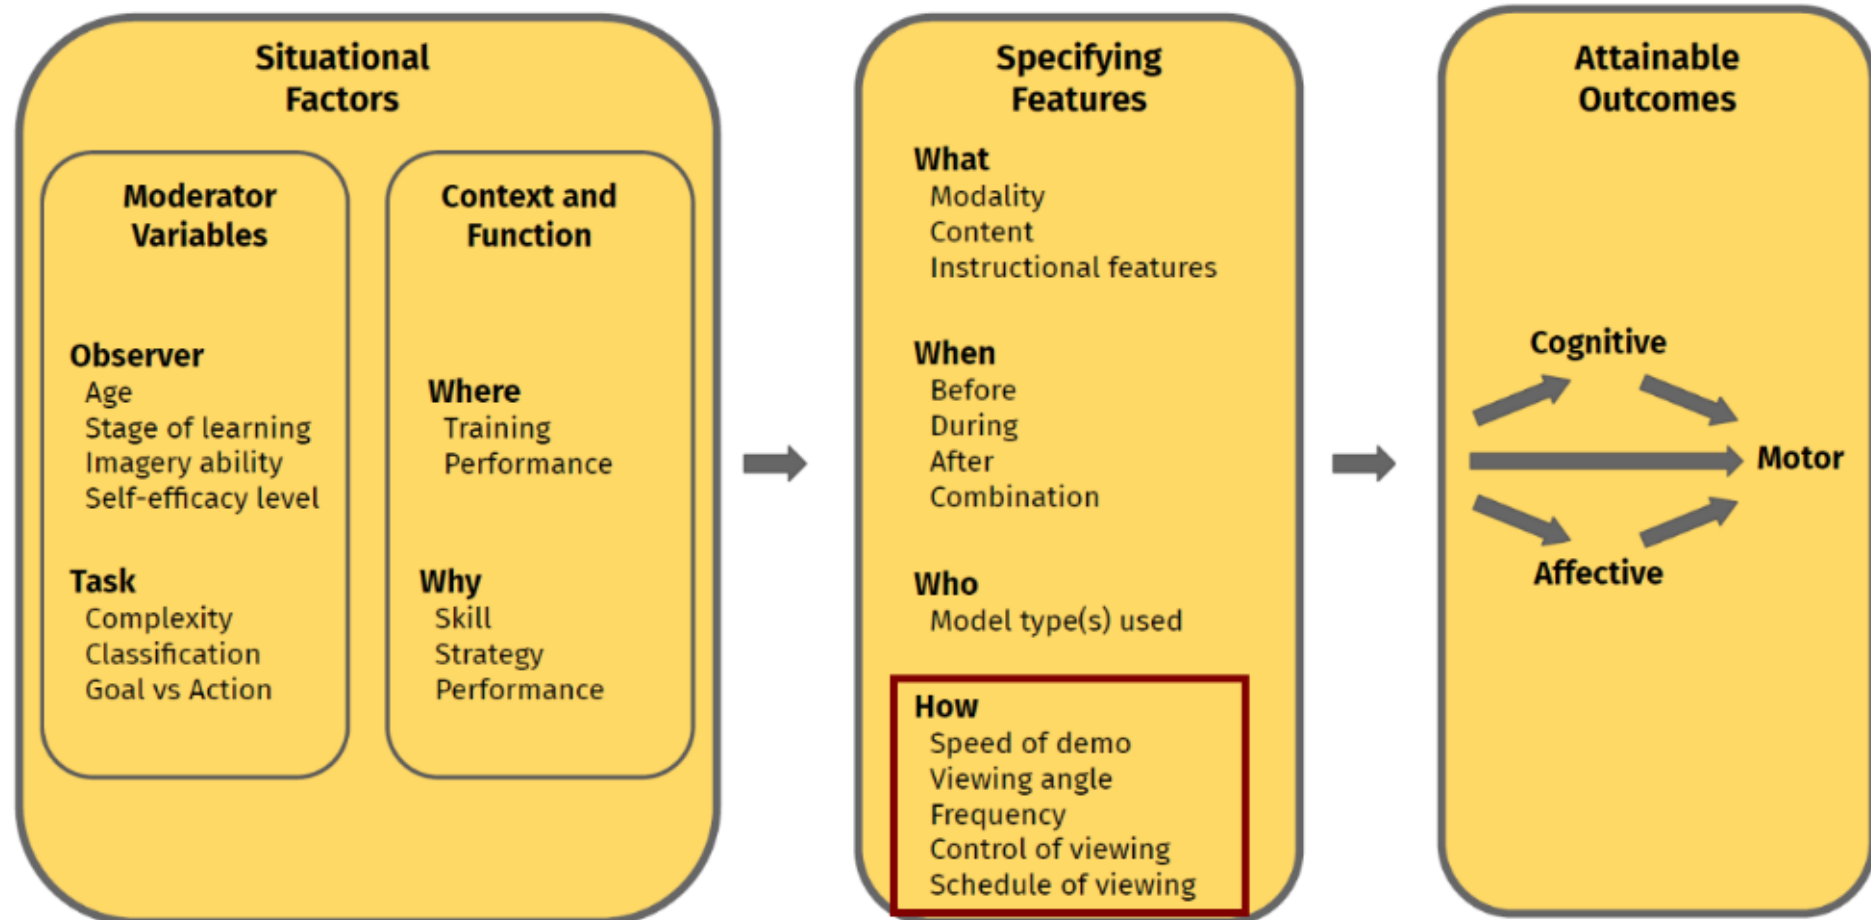 Situational
Factors
Moderator
Variables
Observer
Age
Stage of learning
Imagery ability
Self-efficacy level
Task
Complexity
Classification
Goal vs Action
Context and
Function
Where
Training
Performance
Why
Skill
Strategy
Performance
Specifying
Features
What
Modality
Content
Instructional features
When
Before
During
After
Combination
Who
Model type(s) used
How
Speed of demo
Viewing angle
Frequency
Control of viewing
Schedule of viewing
Attainable
Outcomes
Cognitive
Motor
Affective